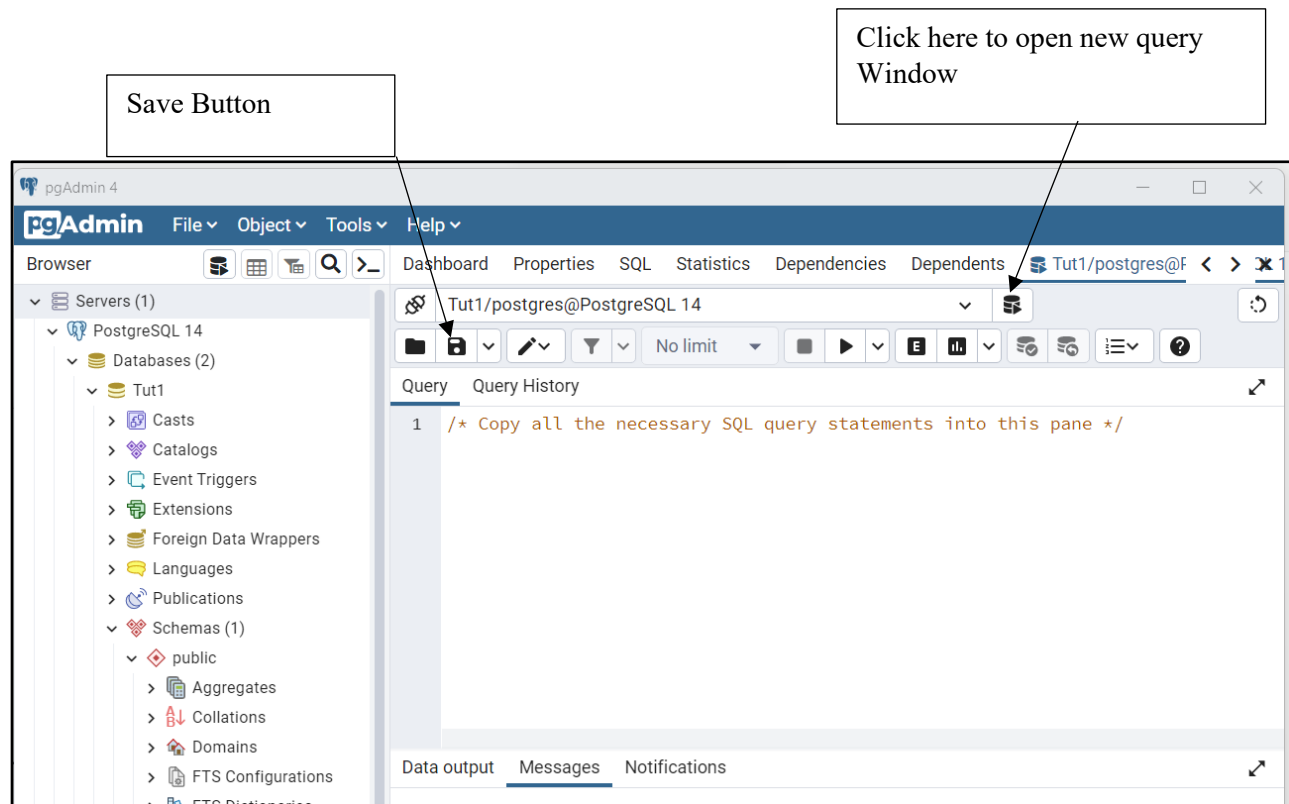 Click here to open new query
Window
Save Button
pgAdmin 4
pgAdmin File Object Tools Help
Browser
Dashboard Properties SQL Statistics Dependencies Dependents Tut1/postgres@
Servers (1)
Tut1/postgres@PostgreSQL 14
PostgreSQL 14
No limit
E
Databases (2)
Tut1
Query Query History
Casts
1 /* Copy all the necessary SQL query statements into this pane */
Catalogs
Event Triggers
Extensions
Foreign Data Wrappers
Languages
Publications
Schemas (1)
public
Aggregates
Collations
Domains
FTS Configurations
Data output Messages Notifications